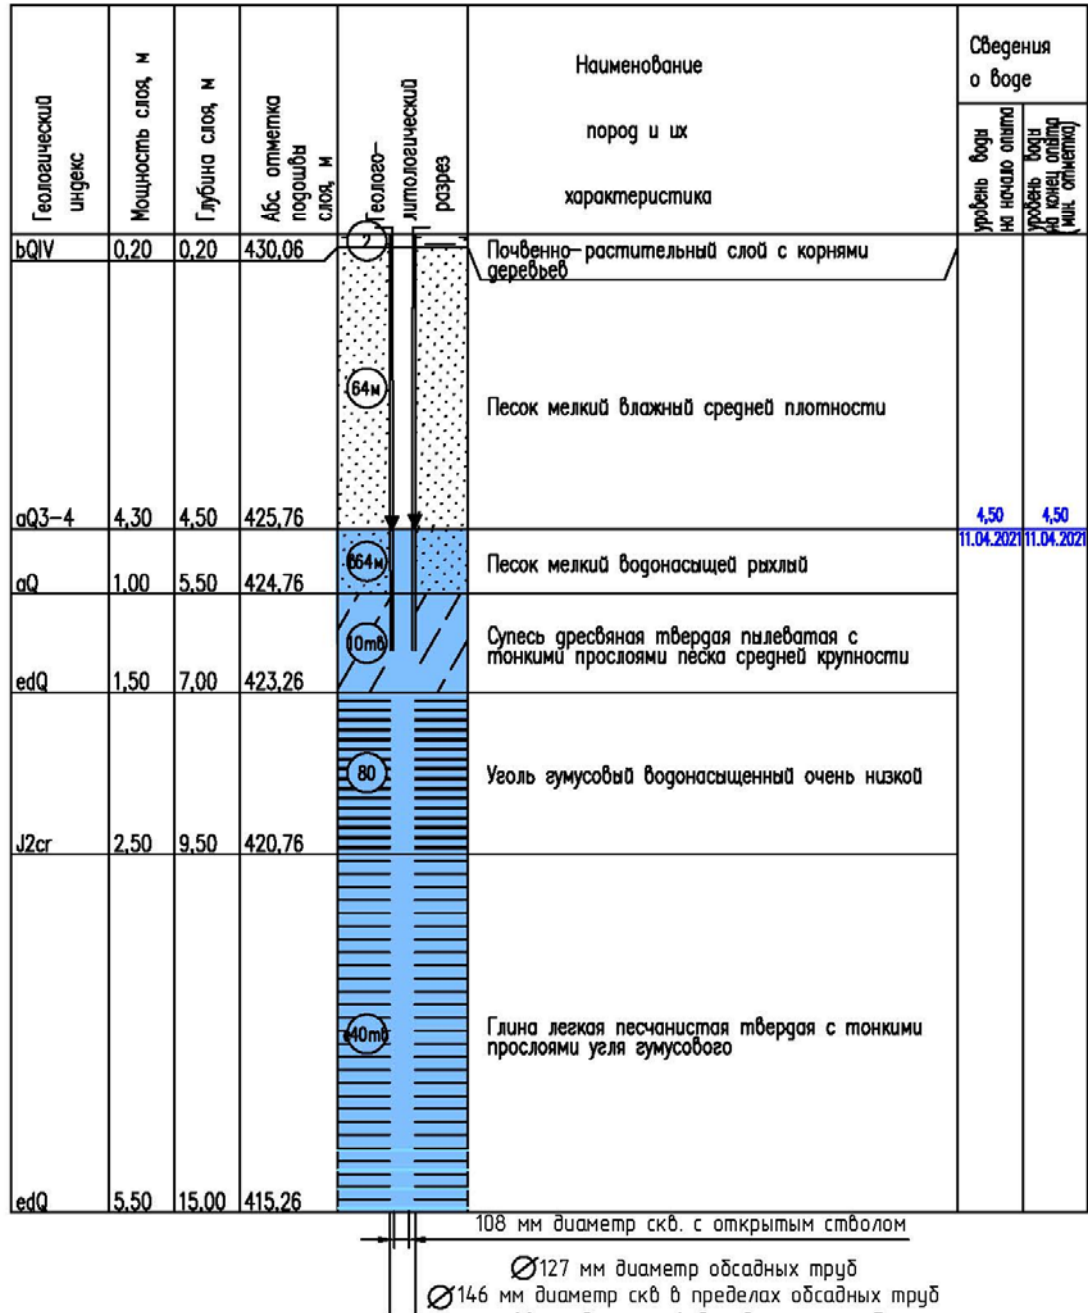 Геологический
индекс
Мощность слоя, м
Глубина слоя, м
Абс. отметка
подошвы
слоя, м
Геолого-
литологический
разрез
Наименование
пород и их
характеристика
Сведения
о воде
уровень воды
на начало опыта
уровень воды
на конец опыта
(мин. отметка)
bQIV 0,20 0,20 430,06 2 Почвенно-растительный слой с корнями
деревьев
64м
Песок мелкий влажный средней плотности
aQ3-4 4,30 4,50 425,76 4,50 4,50
11.04.2021 11.04.2021
в64м
Песок мелкий водонасыщей рыхлый
aQ 1,00 5,50 424,76
10тв
Супесь дресвяная твердая пылеватая с
тонкими прослоями песка средней крупности
edQ 1,50 7,00 423,26
80
Уголь гумусовый водонасыщенный очень низкой
J2cr 2,50 9,50 420,76
40тв
Глина легкая песчанистая твердая с тонкими
прослоями угля гумусового
edQ 5,50 15,00 415,26
108 мм диаметр скв. с открытым стволом
∅127 мм диаметр обсадных труб
∅146 мм диаметр скв в пределах обсадных труб